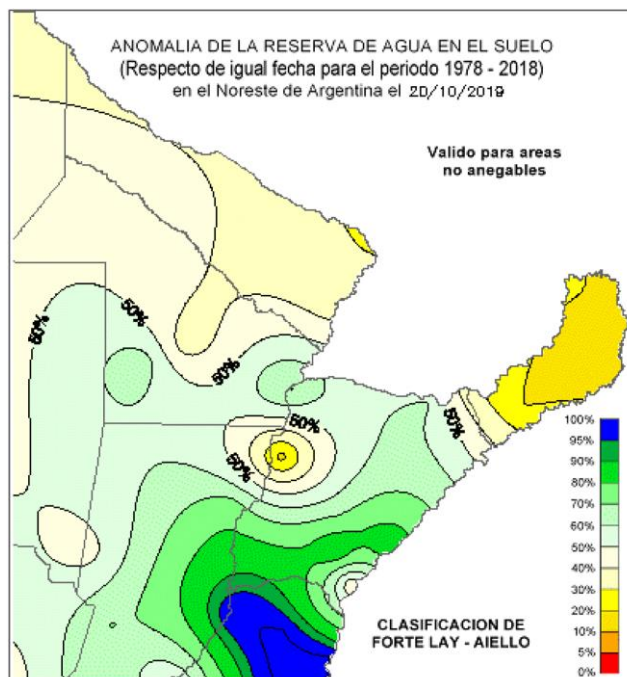 ANOMALIA DE LA RESERVA DE AGUA EN EL SUELO
(Respecto de igual fecha para el periodo 1978 - 2018)
en el Noreste de Argentina el 20/10/2019
Valido para areas
no anegables
50%
50%
50%
50%
50%
50%
50%
100%
95%
90%
80%
70%
60%
50%
40%
30%
20%
10%
5%
0%
CLASIFICACION DE
FORTE LAY - AIELLO